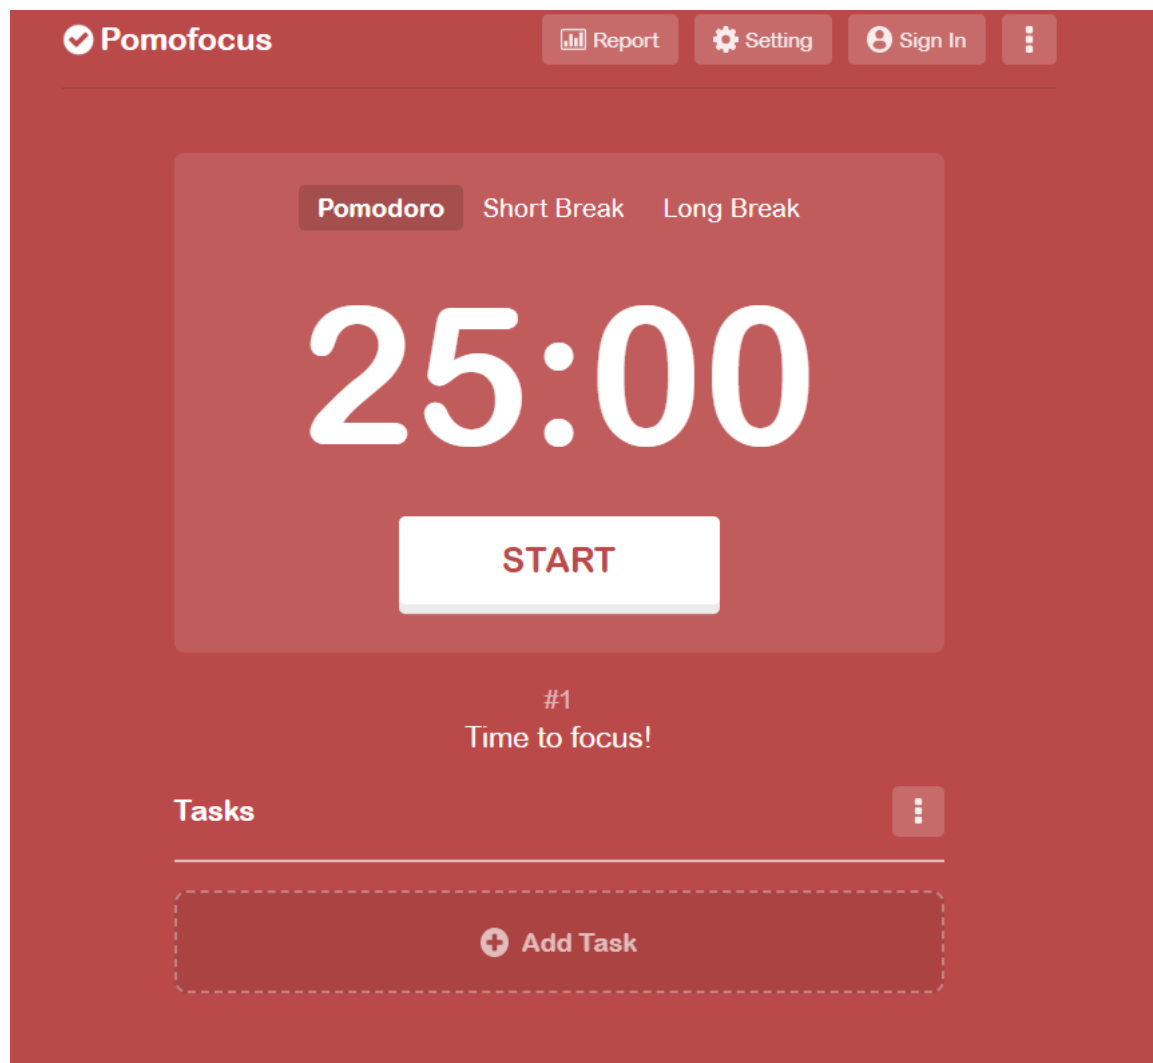 Pomofocus Report Setting Sign In
Pomodoro Short Break Long Break
25:00
START
#1
Time to focus!
Tasks
Add Task